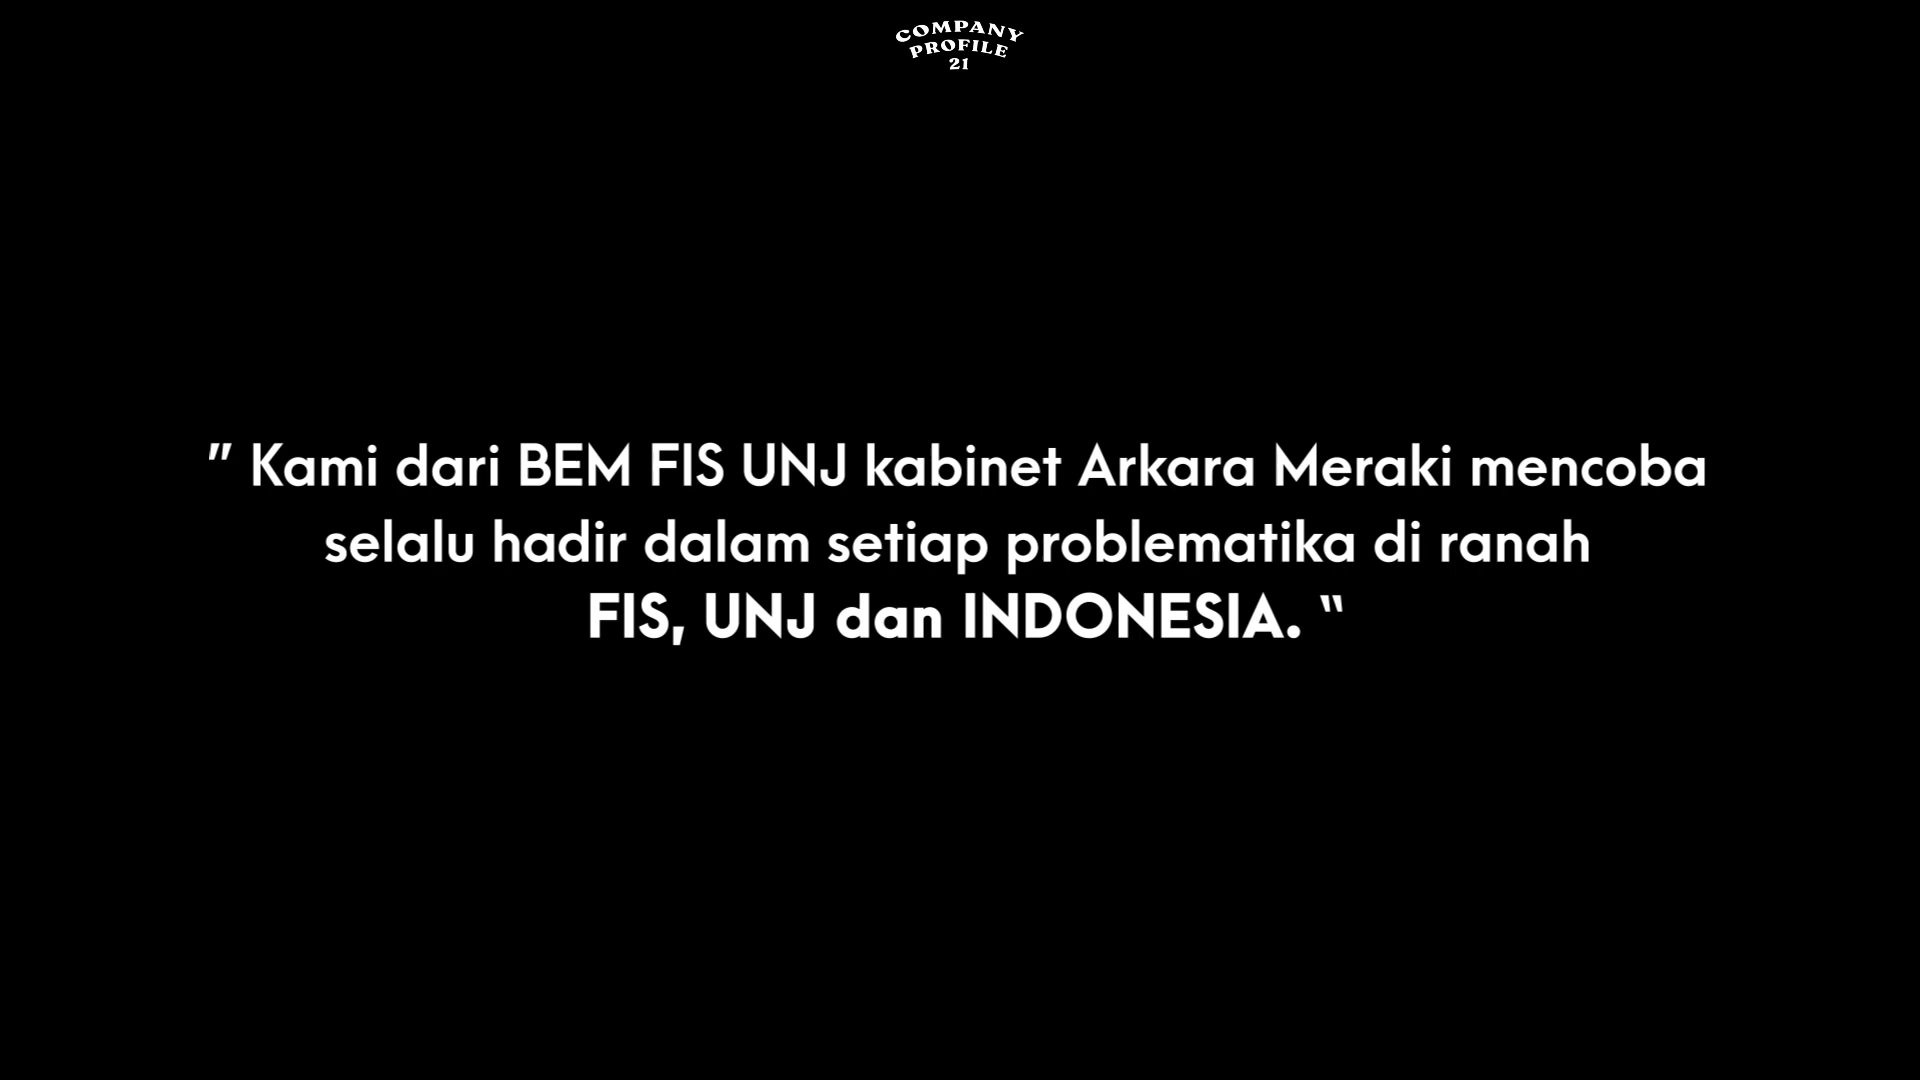 COMPANY
PROFILE
21
" Kami dari BEM FIS UNJ kabinet Arkara Meraki mencoba
selalu hadir dalam setiap problematika di ranah
FIS, UNJ dan INDONESIA. "